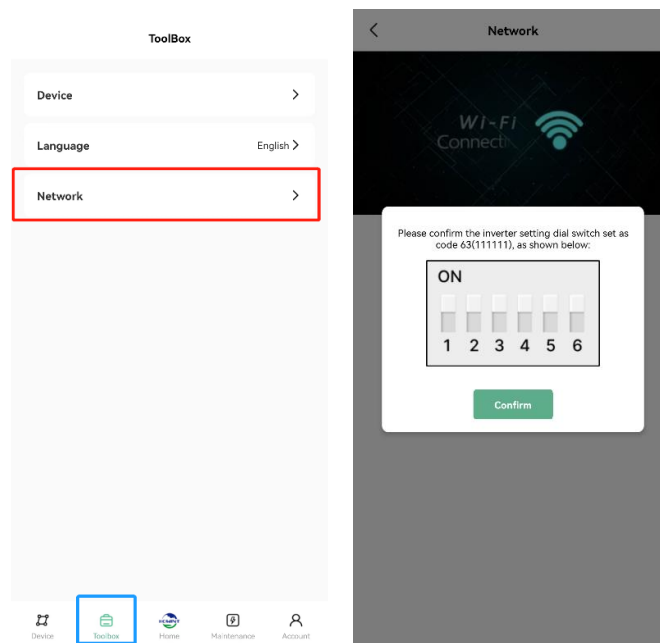 ToolBox
Device
Language
English
Network
Device
Toolbox
Home
Maintenance
Account
Network
Wi-Fi
Connect
Please confirm the inverter setting dial switch set as
code 63(111111), as shown below:
ON
1 2 3 4 5 6
Confirm